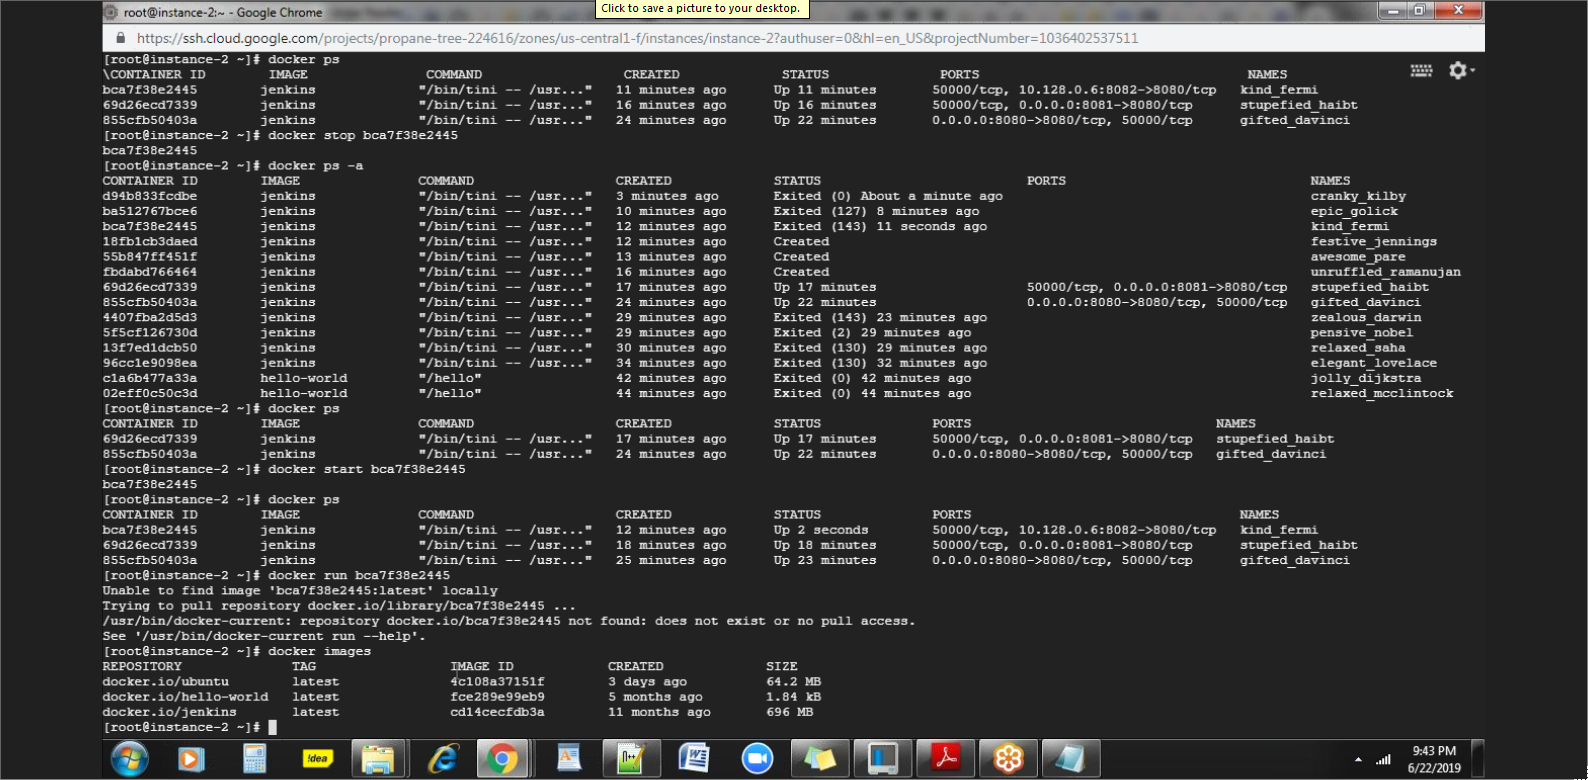 Click to save a picture to your desktop.
root@instance-2:~ - Google Chrome
https://ssh.cloud.google.com/projects/propane-tree-224616/zones/us-central1-f/instances/instance-2?authuser=0&hl=en_US&projectNumber=1036402537511
[root@instance-2 ~]# docker ps
\CONTAINER ID IMAGE COMMAND CREATED STATUS PORTS NAMES
bca7f38e2445 jenkins "/bin/tini -- /usr..." 11 minutes ago Up 11 minutes 50000/tcp, 10.128.0.6:8082->8080/tcp kind_fermi
69d26ecd7339 jenkins "/bin/tini -- /usr..." 16 minutes ago Up 16 minutes 50000/tcp, 0.0.0.0:8081->8080/tcp stupefied_haibt
855cfb50403a jenkins "/bin/tini -- /usr..." 24 minutes ago Up 22 minutes 0.0.0.0:8080->8080/tcp, 50000/tcp gifted_davinci
[root@instance-2 ~]# docker stop bca7f38e2445
bca7f38e2445
[root@instance-2 ~]# docker ps -a
CONTAINER ID IMAGE COMMAND CREATED STATUS PORTS NAMES
d94b833fcdbe jenkins "/bin/tini -- /usr..." 3 minutes ago Exited (0) About a minute ago cranky_kilby
ba512767bce6 jenkins "/bin/tini -- /usr..." 10 minutes ago Exited (127) 8 minutes ago epic_golick
bca7f38e2445 jenkins "/bin/tini -- /usr..." 12 minutes ago Exited (143) 11 seconds ago kind_fermi
18fb1cb3daed jenkins "/bin/tini -- /usr..." 12 minutes ago Created festive_jennings
55b847ff451f jenkins "/bin/tini -- /usr..." 13 minutes ago Created awesome_pare
fbdabd766464 jenkins "/bin/tini -- /usr..." 16 minutes ago Created unruffled_ramanujan
69d26ecd7339 jenkins "/bin/tini -- /usr..." 17 minutes ago Up 17 minutes 50000/tcp, 0.0.0.0:8081->8080/tcp stupefied_haibt
855cfb50403a jenkins "/bin/tini -- /usr..." 24 minutes ago Up 22 minutes 0.0.0.0:8080->8080/tcp, 50000/tcp gifted_davinci
4407fba2d5d3 jenkins "/bin/tini -- /usr..." 29 minutes ago Exited (143) 23 minutes ago zealous_darwin
5f5cf126730d jenkins "/bin/tini -- /usr..." 29 minutes ago Exited (2) 29 minutes ago pensive_nobel
13f7ed1dcb50 jenkins "/bin/tini -- /usr..." 30 minutes ago Exited (130) 29 minutes ago relaxed_saha
96cc1e9098ea jenkins "/bin/tini -- /usr..." 34 minutes ago Exited (130) 32 minutes ago elegant_lovelace
c1a6b477a33a hello-world "/hello" 42 minutes ago Exited (0) 42 minutes ago jolly_dijkstra
02eff0c50c3d hello-world "/hello" 44 minutes ago Exited (0) 44 minutes ago relaxed_mcclintock
[root@instance-2 ~]# docker ps
CONTAINER ID IMAGE COMMAND CREATED STATUS PORTS NAMES
69d26ecd7339 jenkins "/bin/tini -- /usr..." 17 minutes ago Up 17 minutes 50000/tcp, 0.0.0.0:8081->8080/tcp stupefied_haibt
855cfb50403a jenkins "/bin/tini -- /usr..." 24 minutes ago Up 22 minutes 0.0.0.0:8080->8080/tcp, 50000/tcp gifted_davinci
[root@instance-2 ~]# docker start bca7f38e2445
bca7f38e2445
[root@instance-2 ~]# docker ps
CONTAINER ID IMAGE COMMAND CREATED STATUS PORTS NAMES
bca7f38e2445 jenkins "/bin/tini -- /usr..." 12 minutes ago Up 2 seconds 50000/tcp, 10.128.0.6:8082->8080/tcp kind_fermi
69d26ecd7339 jenkins "/bin/tini -- /usr..." 18 minutes ago Up 18 minutes 50000/tcp, 0.0.0.0:8081->8080/tcp stupefied_haibt
855cfb50403a jenkins "/bin/tini -- /usr..." 25 minutes ago Up 23 minutes 0.0.0.0:8080->8080/tcp, 50000/tcp gifted_davinci
[root@instance-2 ~]# docker run bca7f38e2445
Unable to find image 'bca7f38e2445:latest' locally
Trying to pull repository docker.io/library/bca7f38e2445 ...
/usr/bin/docker-current: repository docker.io/bca7f38e2445 not found: does not exist or no pull access.
See '/usr/bin/docker-current run --help'.
[root@instance-2 ~]# docker images
REPOSITORY TAG IMAGE ID CREATED SIZE
docker.io/ubuntu latest 4c108a37151f 3 days ago 64.2 MB
docker.io/hello-world latest fce289e99eb9 5 months ago 1.84 kB
docker.io/jenkins latest cd14cecfdb3a 11 months ago 696 MB
[root@instance-2 ~]#
!dea
9:43 PM
6/22/2019